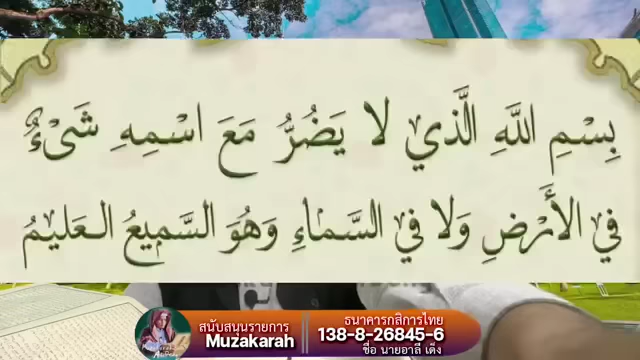 بِسْمِ اللَّهِ الَّذِي لَا يَضُرُّ مَعَ اسْمِهِ شَيْءٌ
فِي الْأَرْضِ وَلَا فِي السَّمَاءِ وَهُوَ السَّمِيعُ الْعَلِيمُ
สนับสนุนรายการ
Muzakarah
ธนาคารกสิกรไทย
138-8-26845-6
ชื่อ นายอาลี เด็ง